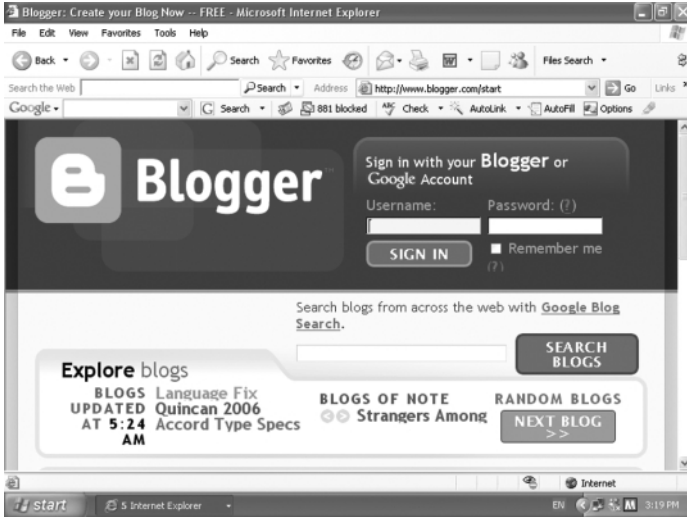 Blogger: Create your Blog Now -- FREE - Microsoft Internet Explorer
File Edit View Favorites Tools Help
Back Search Favorites Files Search
Search the Web Search Address http://www.blogger.com/start Go Links
Google Search 881 blocked ABC Check AutoLink AutoFill Options
Blogger
Sign in with your Blogger or
Google Account
Username: Password: (?)
SIGN IN Remember me
(?)
Search blogs from across the web with Google Blog
Search.
SEARCH
BLOGS
Explore blogs
BLOGS
UPDATED
AT 5:24
AM
Language Fix
Quincan 2006
Accord Type Specs
BLOGS OF NOTE
Strangers Among
RANDOM BLOGS
NEXT BLOG
>>
Internet
start 5 Internet Explorer EN 3:19 PM